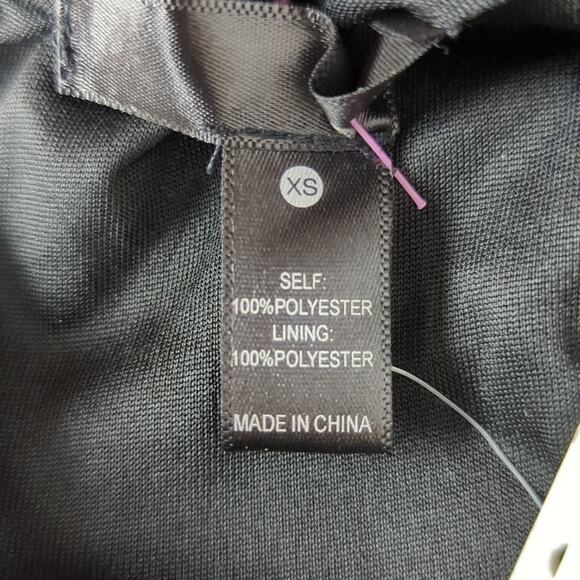 XS
SELF:
100%POLYESTER
LINING:
100%POLYESTER
MADE IN CHINA